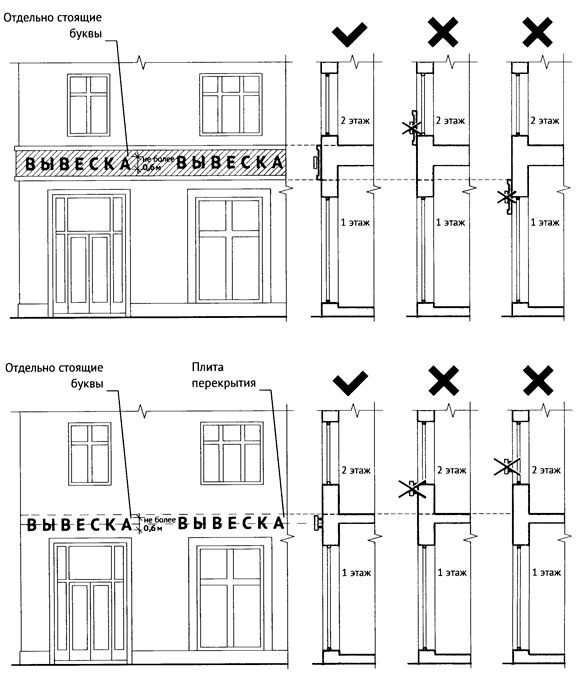 Отдельно стоящие
буквы
2 этаж
2 этаж
2 этаж
ВЫВЕСКА
не более
0,6 м
ВЫВЕСКА
1 этаж
1 этаж
1 этаж
Отдельно стоящие
буквы
Плита
перекрытия
2 этаж
2 этаж
2 этаж
ВЫВЕСКА
не более
0,6 м
ВЫВЕСКА
1 этаж
1 этаж
1 этаж